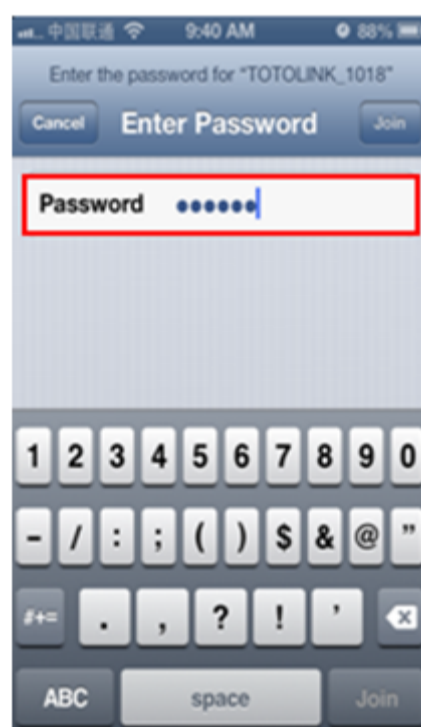 中国联通 9:40 AM 88%
Enter the password for “TOTOLINK_1018”
Cancel Enter Password Join
Password ••••••
1 2 3 4 5 6 7 8 9 0
- / : ; ( ) $ & @ "
#+= . , ? ! '
ABC space Join